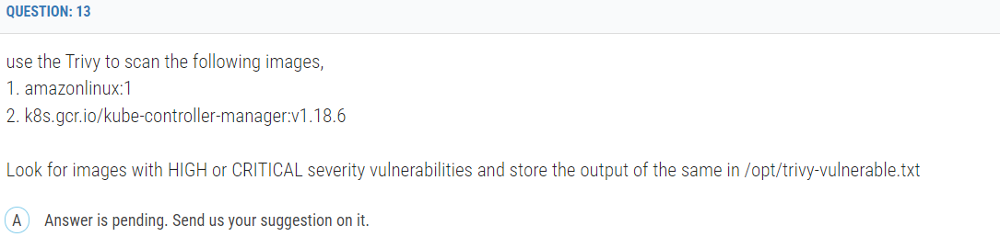 QUESTION: 13
use the Trivy to scan the following images,
1. amazonlinux:1
2. k8s.gcr.io/kube-controller-manager:v1.18.6
Look for images with HIGH or CRITICAL severity vulnerabilities and store the output of the same in /opt/trivy-vulnerable.txt
A Answer is pending. Send us your suggestion on it.